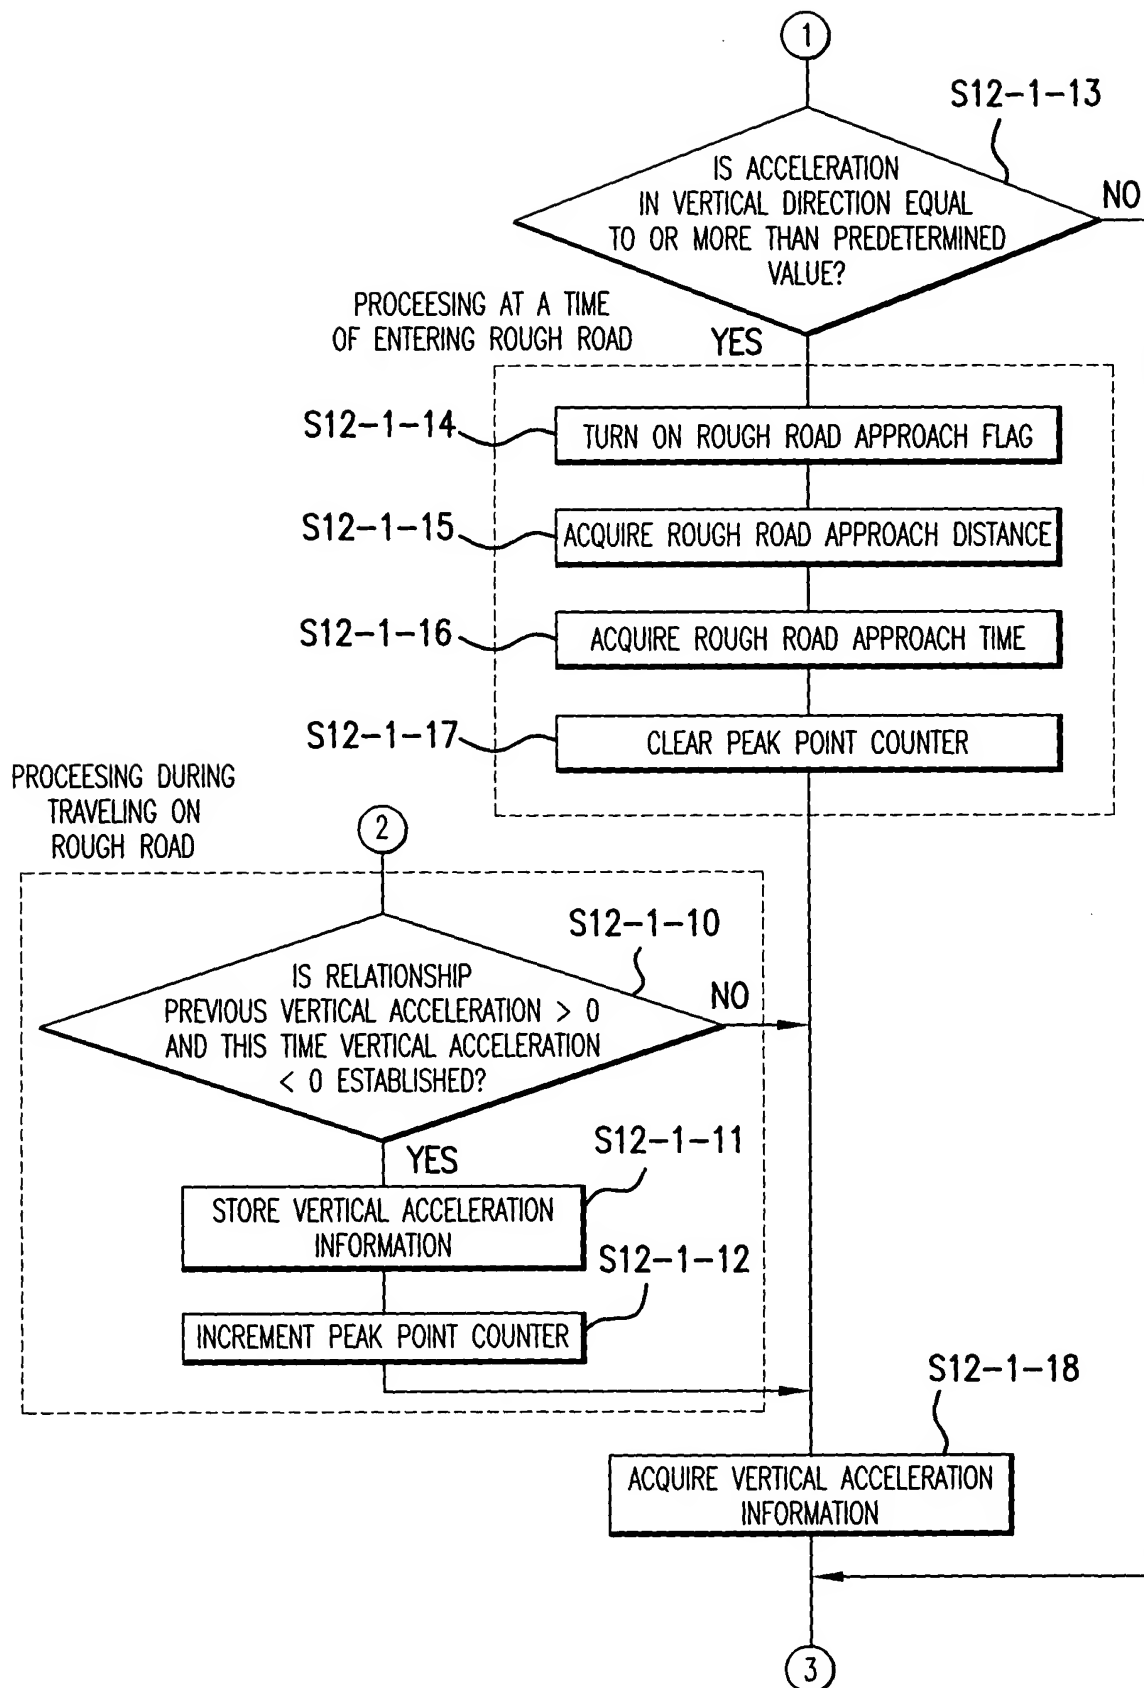 1
S12-1-13
IS ACCELERATION
IN VERTICAL DIRECTION EQUAL
TO OR MORE THAN PREDETERMINED
VALUE?
NO
PROCEESING AT A TIME
OF ENTERING ROUGH ROAD
YES
S12-1-14
TURN ON ROUGH ROAD APPROACH FLAG
S12-1-15
ACQUIRE ROUGH ROAD APPROACH DISTANCE
S12-1-16
ACQUIRE ROUGH ROAD APPROACH TIME
S12-1-17
CLEAR PEAK POINT COUNTER
PROCEESING DURING
TRAVELING ON
ROUGH ROAD
2
S12-1-10
IS RELATIONSHIP
PREVIOUS VERTICAL ACCELERATION > 0
AND THIS TIME VERTICAL ACCELERATION
< 0 ESTABLISHED?
NO
YES
S12-1-11
STORE VERTICAL ACCELERATION
INFORMATION
S12-1-12
INCREMENT PEAK POINT COUNTER
S12-1-18
ACQUIRE VERTICAL ACCELERATION
INFORMATION
3